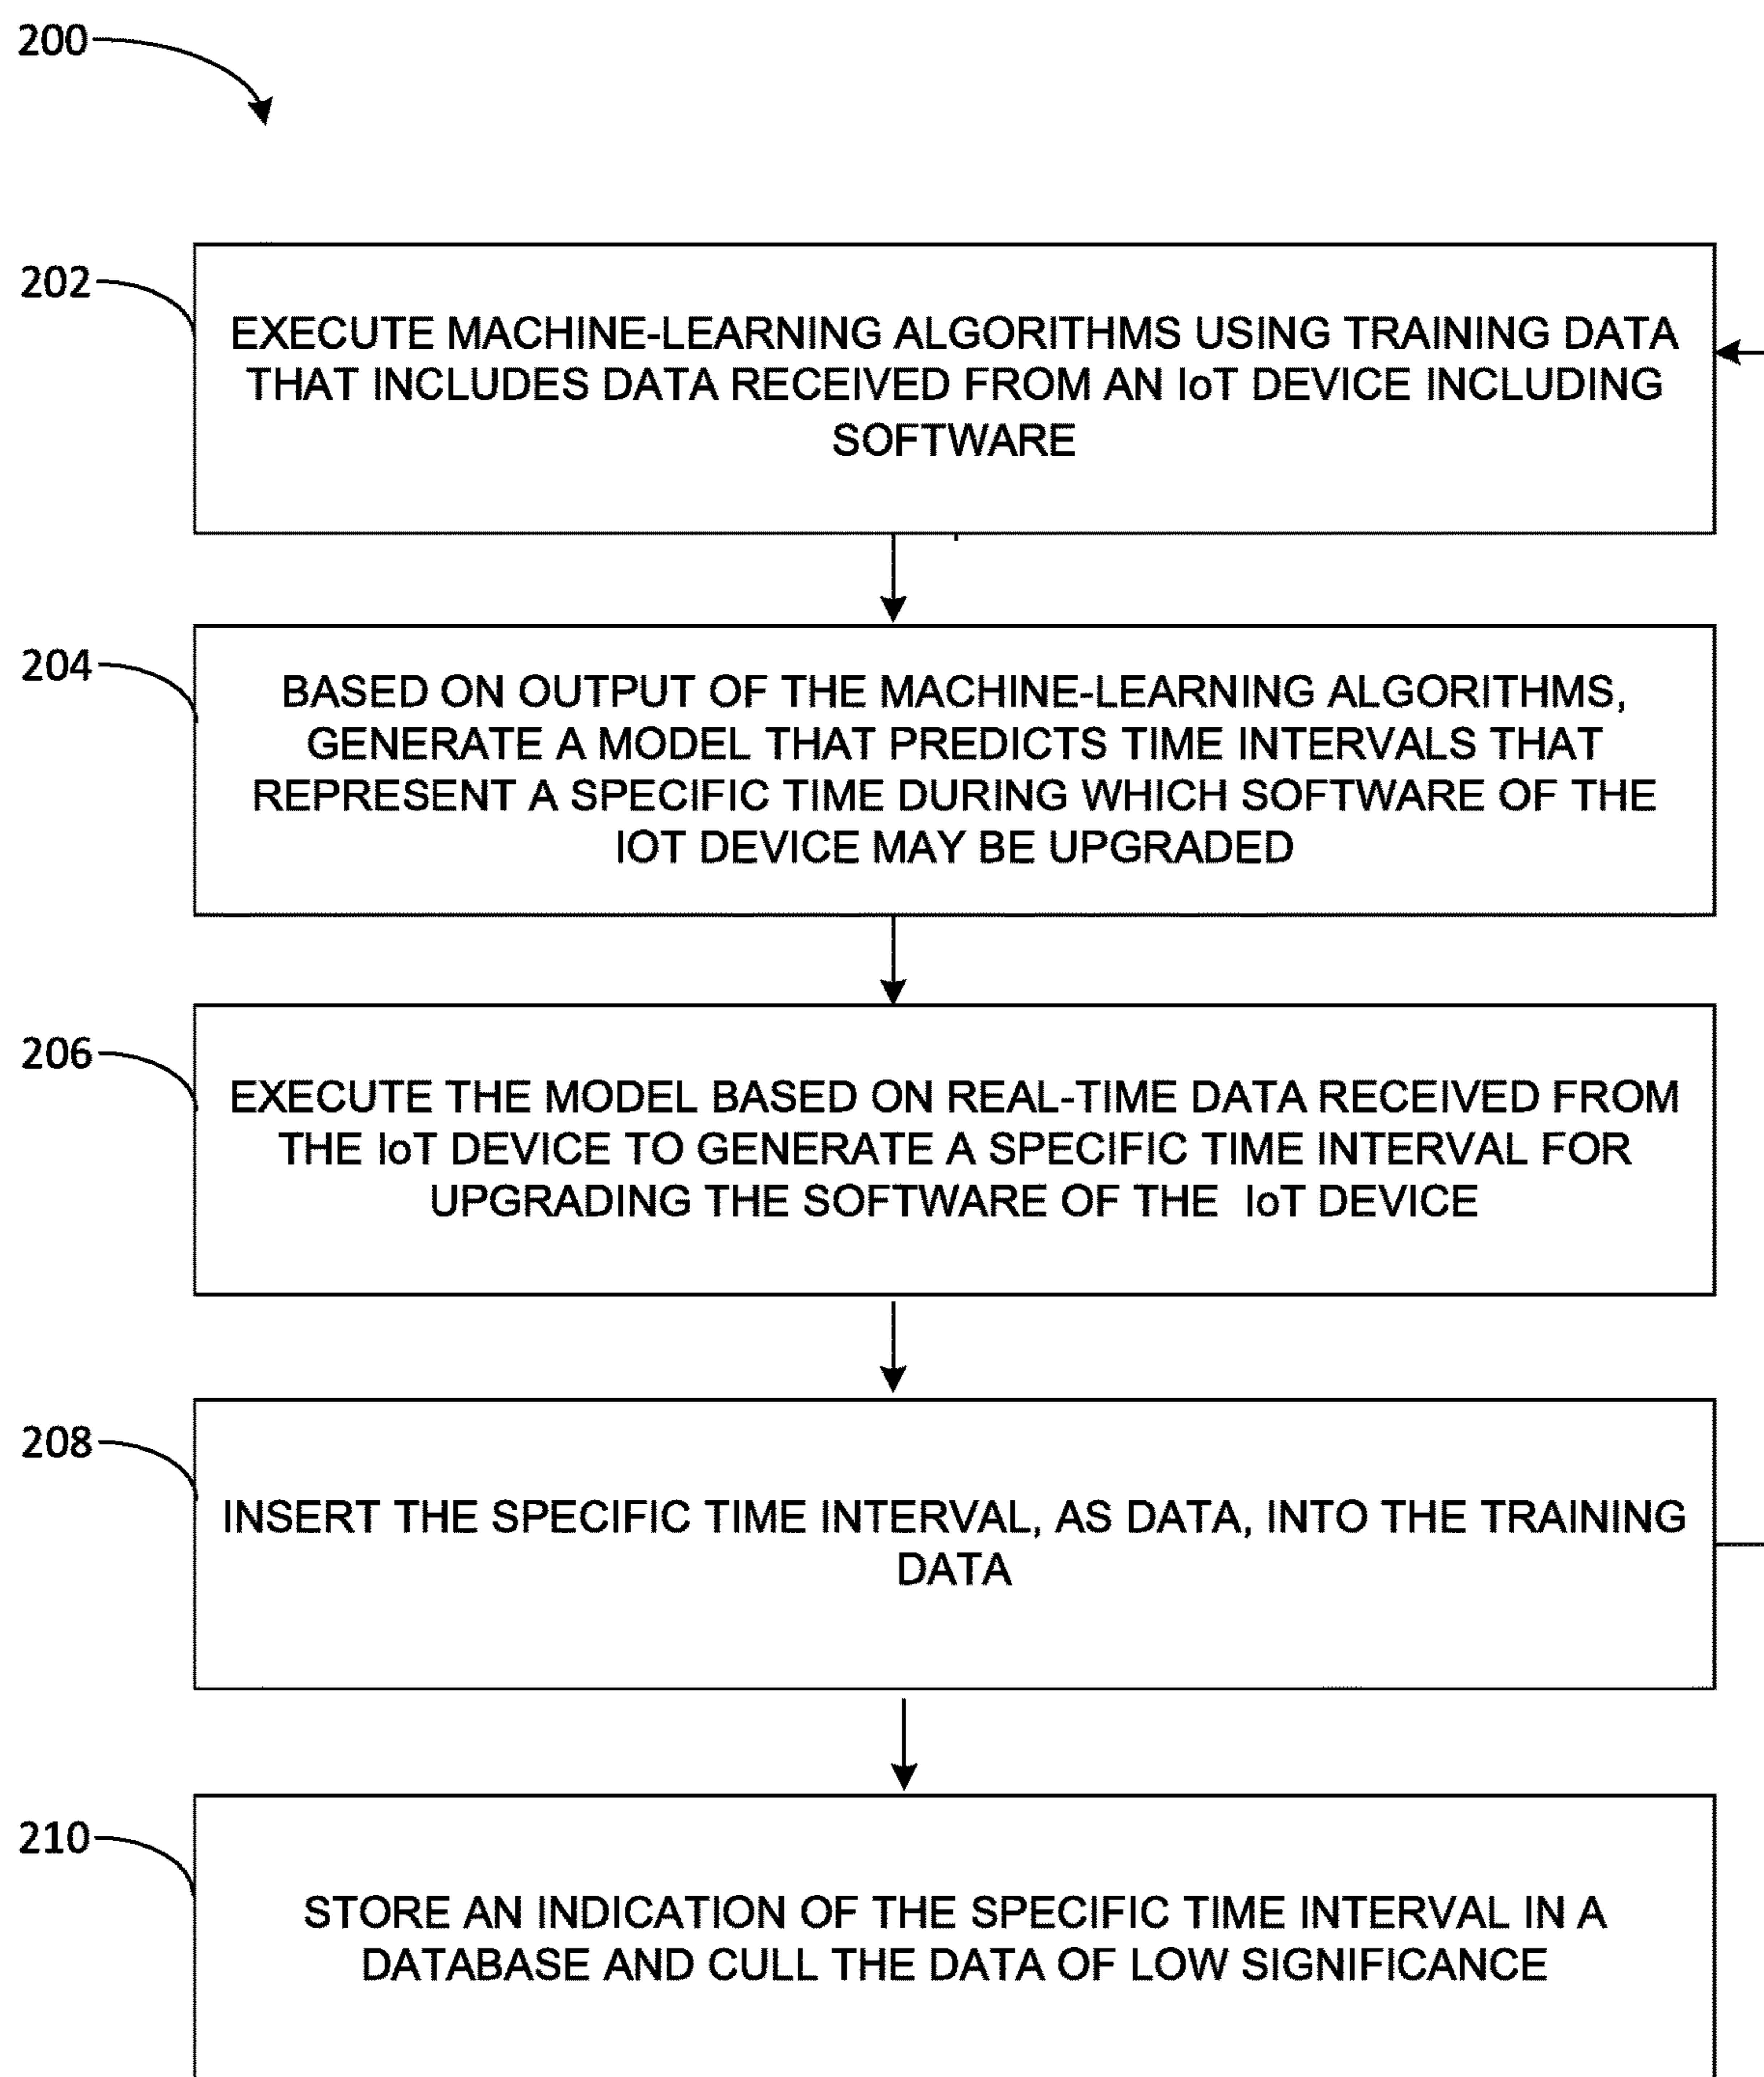 200
202
EXECUTE MACHINE-LEARNING ALGORITHMS USING TRAINING DATA
THAT INCLUDES DATA RECEIVED FROM AN IoT DEVICE INCLUDING
SOFTWARE
204
BASED ON OUTPUT OF THE MACHINE-LEARNING ALGORITHMS,
GENERATE A MODEL THAT PREDICTS TIME INTERVALS THAT
REPRESENT A SPECIFIC TIME DURING WHICH SOFTWARE OF THE
IOT DEVICE MAY BE UPGRADED
206
EXECUTE THE MODEL BASED ON REAL-TIME DATA RECEIVED FROM
THE IoT DEVICE TO GENERATE A SPECIFIC TIME INTERVAL FOR
UPGRADING THE SOFTWARE OF THE IoT DEVICE
208
INSERT THE SPECIFIC TIME INTERVAL, AS DATA, INTO THE TRAINING
DATA
210
STORE AN INDICATION OF THE SPECIFIC TIME INTERVAL IN A
DATABASE AND CULL THE DATA OF LOW SIGNIFICANCE